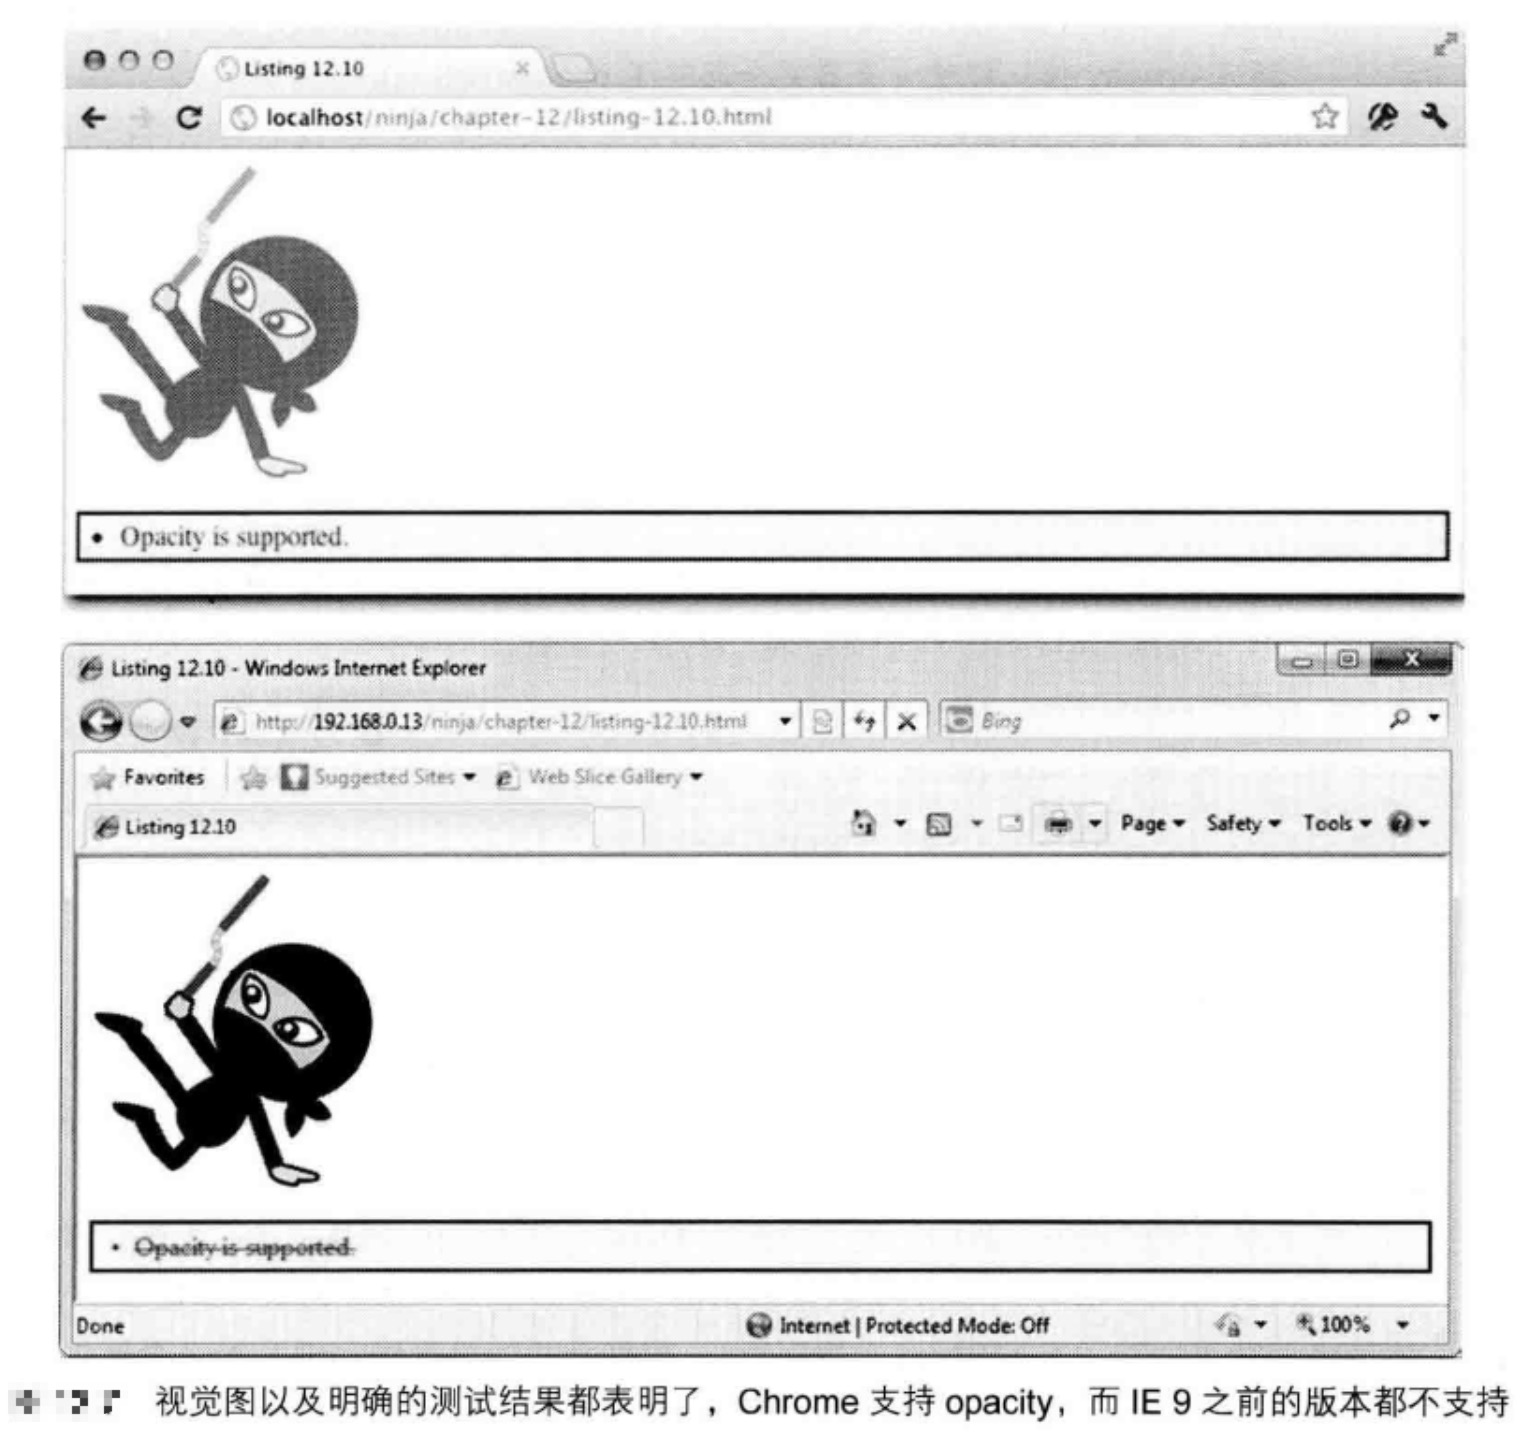 Listing 12.10
localhost/ninja/chapter-12/listing-12.10.html
• Opacity is supported.
Listing 12.10 - Windows Internet Explorer
http://192.168.0.13/ninja/chapter-12/listing-12.10.html
Bing
Favorites Suggested Sites Web Slice Gallery
Listing 12.10 Page Safety Tools
• Opacity is supported.
Done Internet | Protected Mode: Off 100%
视觉图以及明确的测试结果都表明了，Chrome 支持 opacity，而 IE 9 之前的版本都不支持